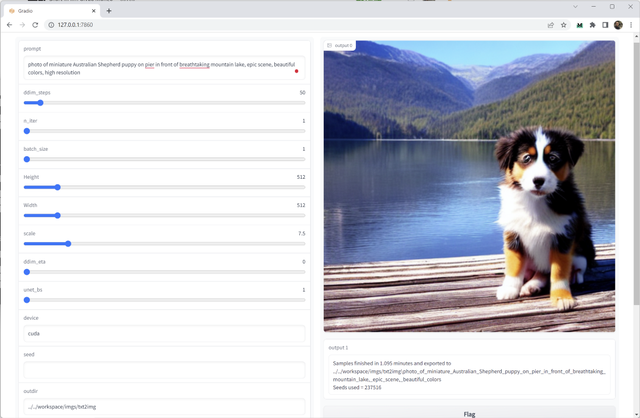 Gradio
127.0.0.1:7860
prompt
photo of miniature Australian Shepherd puppy on pier in front of breathtaking mountain lake, epic scene, beautiful
colors, high resolution
ddim_steps
50
n_iter
1
batch_size
1
Height
512
Width
512
scale
7.5
ddim_eta
0
unet_bs
1
device
cuda
seed
outdir
../../workspace/imgs/txt2img
output 0
output 1
Samples finished in 1.095 minutes and exported to
../../workspace/imgs/txt2img\photo_of_miniature_Australian_Shepherd_puppy_on_pier_in_front_of_breathtaking_
mountain_lake,_epic_scene,_beautiful_colors
Seeds used = 237516
Flag